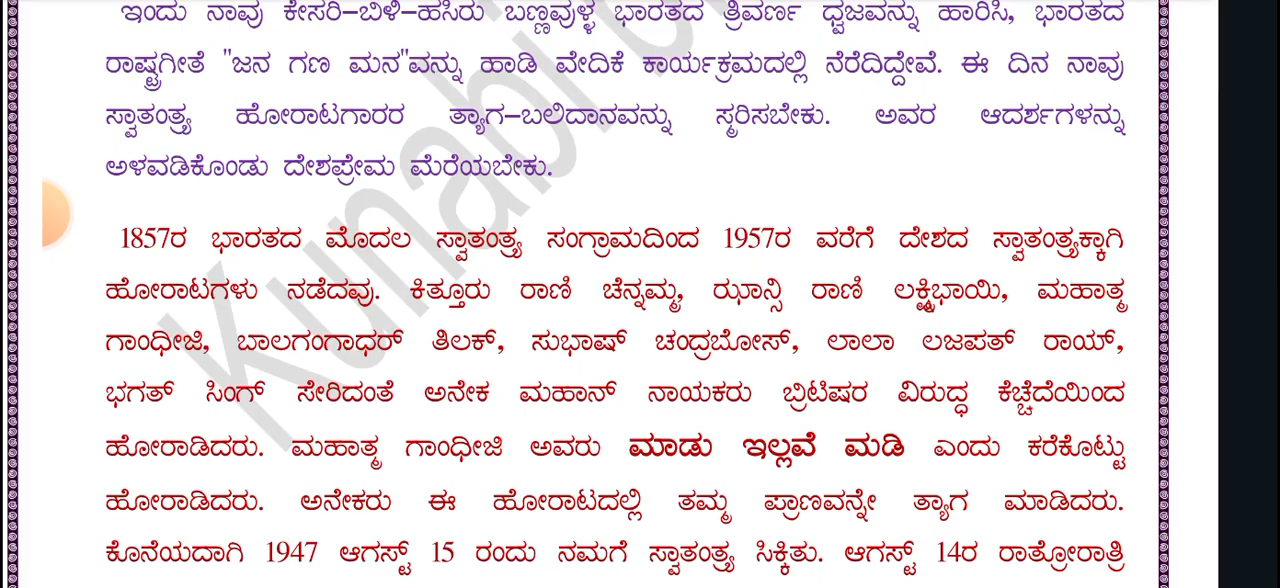 ಇಂದು ನಾವು ಕೇಸರಿ–ಬಿಳಿ–ಹಸಿರು ಬಣ್ಣವುಳ್ಳ ಭಾರತದ ತ್ರಿವರ್ಣ ಧ್ವಜವನ್ನು ಹಾರಿಸಿ, ಭಾರತದ
ರಾಷ್ಟ್ರಗೀತೆ "ಜನ ಗಣ ಮನ"ವನ್ನು ಹಾಡಿ ವೇದಿಕೆ ಕಾರ್ಯಕ್ರಮದಲ್ಲಿ ನೆರೆದಿದ್ದೇವೆ. ಈ ದಿನ ನಾವು
ಸ್ವಾತಂತ್ರ್ಯ ಹೋರಾಟಗಾರರ ತ್ಯಾಗ–ಬಲಿದಾನವನ್ನು ಸ್ಮರಿಸಬೇಕು. ಅವರ ಆದರ್ಶಗಳನ್ನು
ಅಳವಡಿಕೊಂಡು ದೇಶಪ್ರೇಮ ಮೆರೆಯಬೇಕು.
1857ರ ಭಾರತದ ಮೊದಲ ಸ್ವಾತಂತ್ರ್ಯ ಸಂಗ್ರಾಮದಿಂದ 1957ರ ವರೆಗೆ ದೇಶದ ಸ್ವಾತಂತ್ರ್ಯಕ್ಕಾಗಿ
ಹೋರಾಟಗಳು ನಡೆದವು. ಕಿತ್ತೂರು ರಾಣಿ ಚೆನ್ನಮ್ಮ, ಝಾನ್ಸಿ ರಾಣಿ ಲಕ್ಷ್ಮಿಭಾಯಿ, ಮಹಾತ್ಮ
ಗಾಂಧೀಜಿ, ಬಾಲಗಂಗಾಧರ್ ತಿಲಕ್, ಸುಭಾಷ್ ಚಂದ್ರಬೋಸ್, ಲಾಲಾ ಲಜಪತ್ ರಾಯ್,
ಭಗತ್ ಸಿಂಗ್ ಸೇರಿದಂತೆ ಅನೇಕ ಮಹಾನ್ ನಾಯಕರು ಬ್ರಿಟಿಷರ ವಿರುದ್ಧ ಕೆಚ್ಚೆದೆಯಿಂದ
ಹೋರಾಡಿದರು. ಮಹಾತ್ಮ ಗಾಂಧೀಜಿ ಅವರು ಮಾಡು ಇಲ್ಲವೆ ಮಡಿ ಎಂದು ಕರೆಕೊಟ್ಟು
ಹೋರಾಡಿದರು. ಅನೇಕರು ಈ ಹೋರಾಟದಲ್ಲಿ ತಮ್ಮ ಪ್ರಾಣವನ್ನೇ ತ್ಯಾಗ ಮಾಡಿದರು.
ಕೊನೆಯದಾಗಿ 1947 ಆಗಸ್ಟ್ 15 ರಂದು ನಮಗೆ ಸ್ವಾತಂತ್ರ್ಯ ಸಿಕ್ಕಿತು. ಆಗಸ್ಟ್ 14ರ ರಾತ್ರೋರಾತ್ರಿ
Kunabi